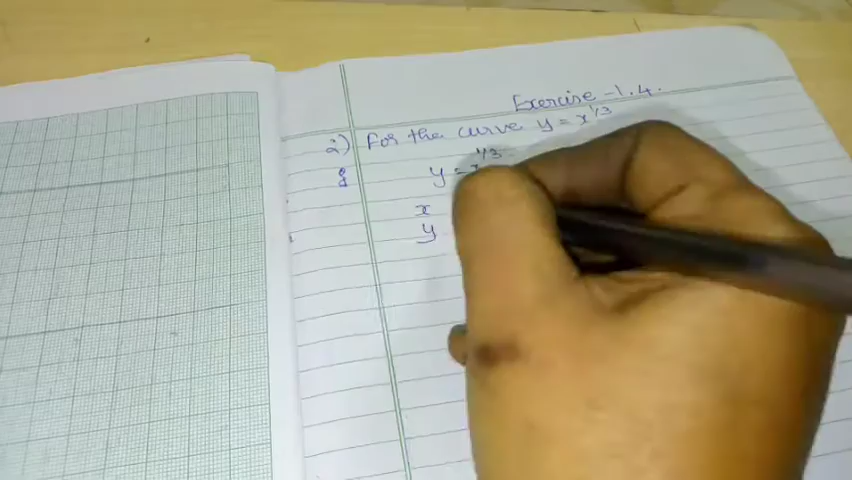 Exercise - 1.4.
2) For the curve y = x^1/3
y = x^1/3
x
y